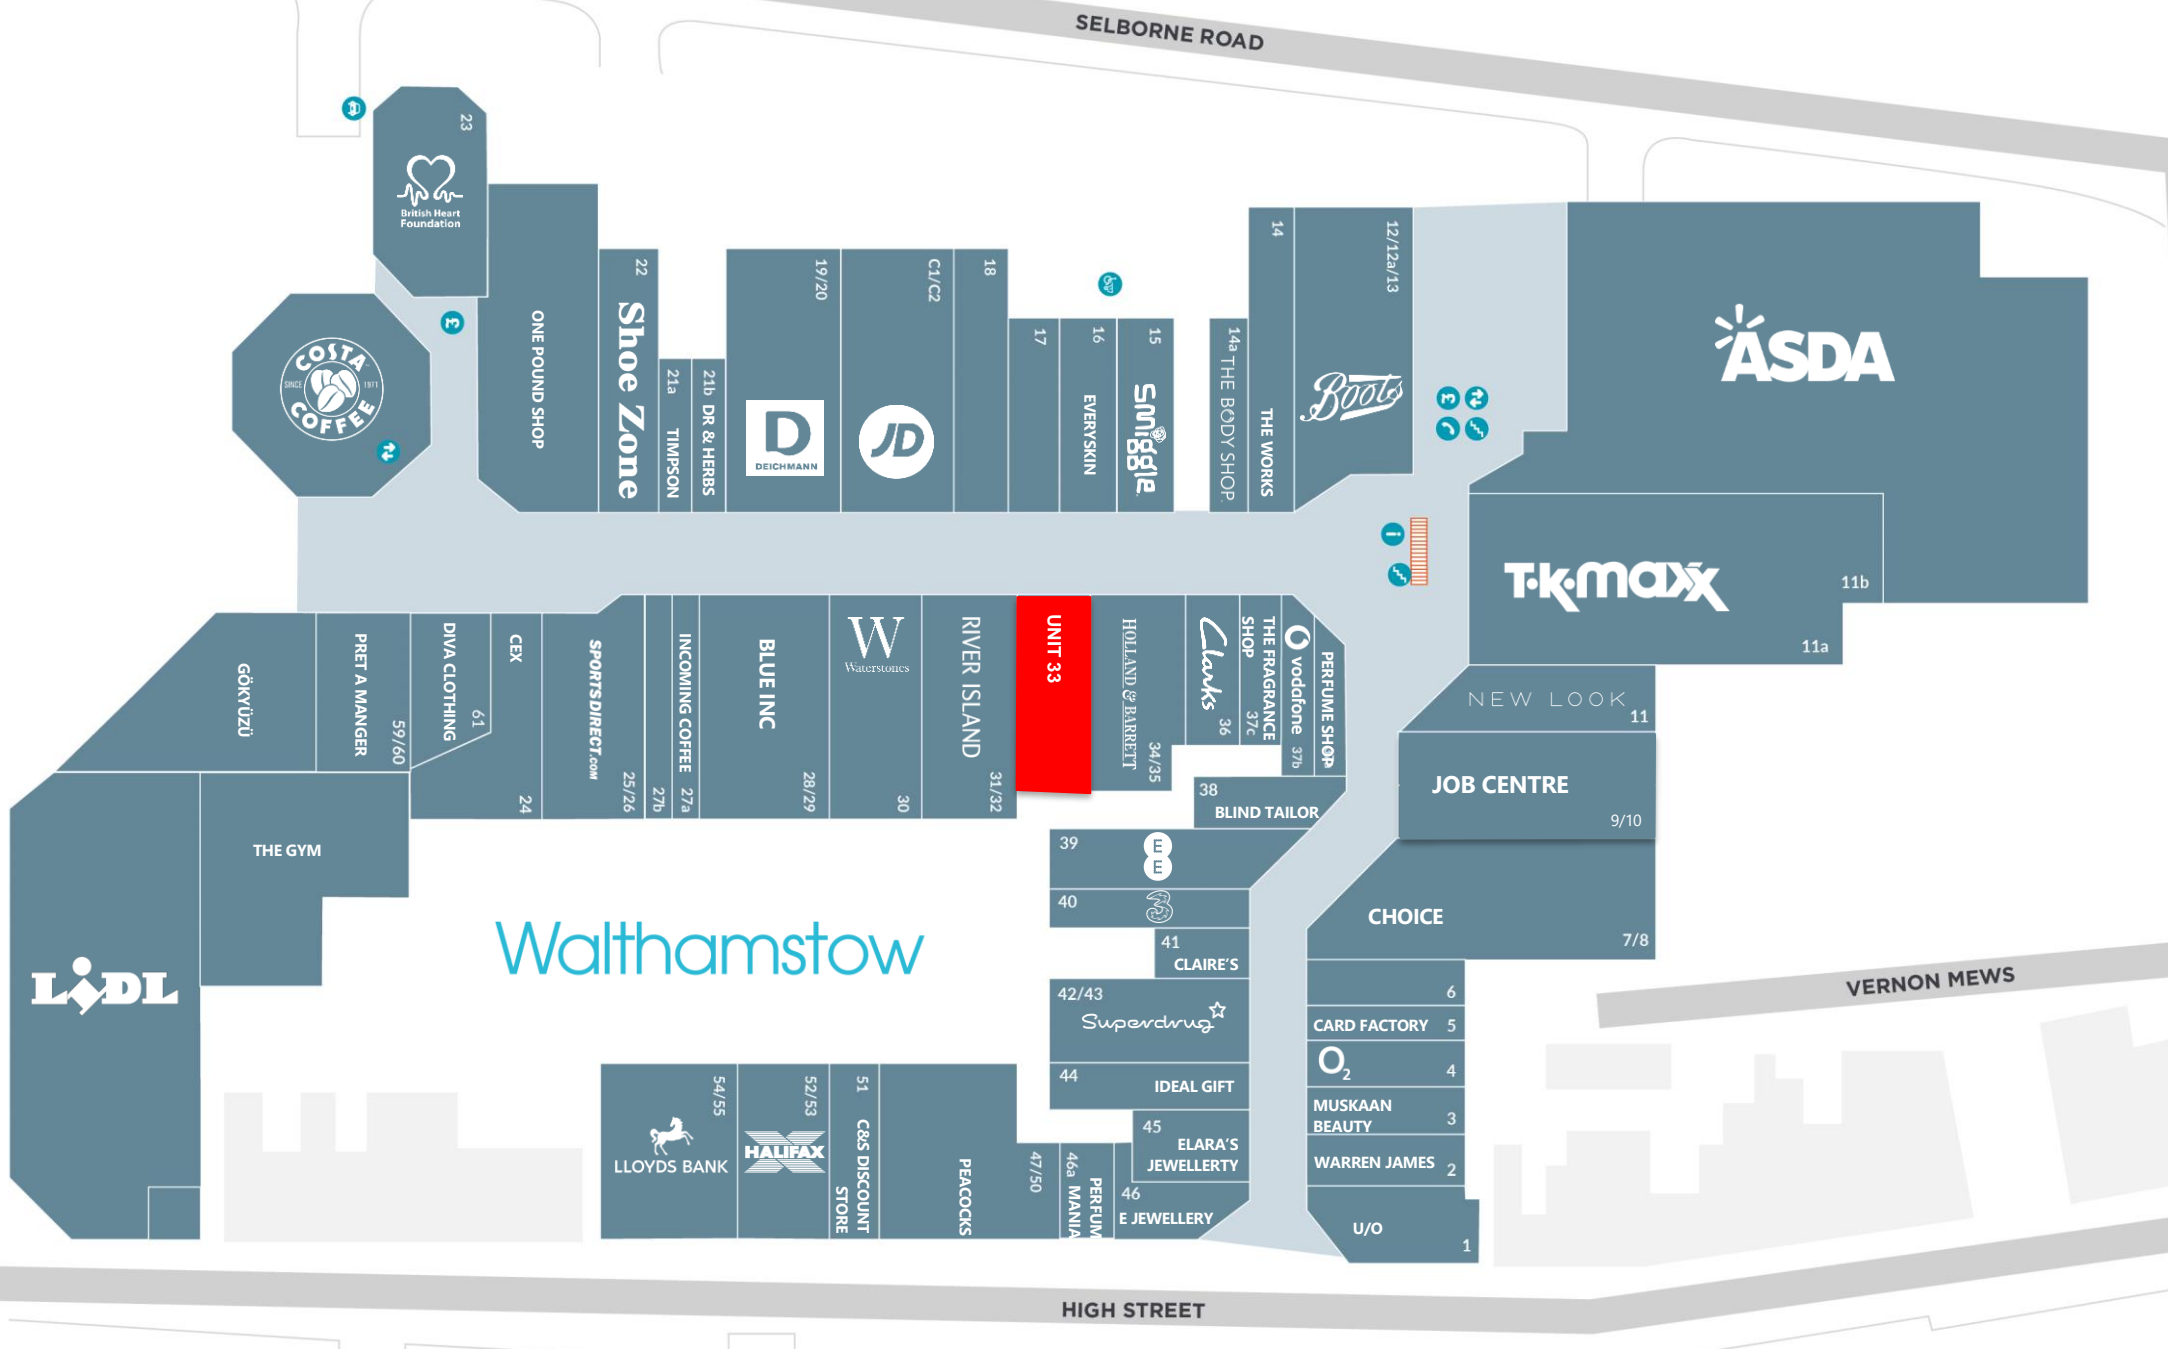 SELBORNE ROAD
23
British Heart
Foundation
COSTA
SINCE 1971
COFFEE
ONE POUND SHOP
22
Shoe Zone
21a TIMPSON
21b DR & HERBS
19/20
D
DEICHMANN
C1/C2
JD
18
17
16
EVERYSKIN
15
Smiggle
14a THE BODY SHOP.
14
THE WORKS
12/12a/13
Boots
ASDA
T·K·maxx
11b
11a
NEW LOOK
11
JOB CENTRE
9/10
CHOICE
7/8
GÖKYÜZÜ
PRET A MANGER
59/60
DIVA CLOTHING
61
CEX
24
SPORTSDIRECT.COM
25/26
27b
INCOMING COFFEE 27a
BLUE INC
28/29
W
Waterstones
30
RIVER ISLAND
31/32
UNIT 33
HOLLAND & BARRETT
34/35
Clarks
36
THE FRAGRANCE
SHOP
37c
vodafone
37b
PERFUME SHOP
38
BLIND TAILOR
39
E
E
40
3
41
CLAIRE'S
42/43
Superdrug
44
IDEAL GIFT
45
ELARA'S
JEWELLERTY
46
E JEWELLERY
46a
PERFUM
MANIA
47/50
PEACOCKS
51
C&S DISCOUNT
STORE
52/53
HALIFAX
54/55
LLOYDS BANK
THE GYM
LIDL
Walthamstow
6
CARD FACTORY 5
O2
4
MUSKAAN
BEAUTY
3
WARREN JAMES 2
U/O
1
VERNON MEWS
HIGH STREET